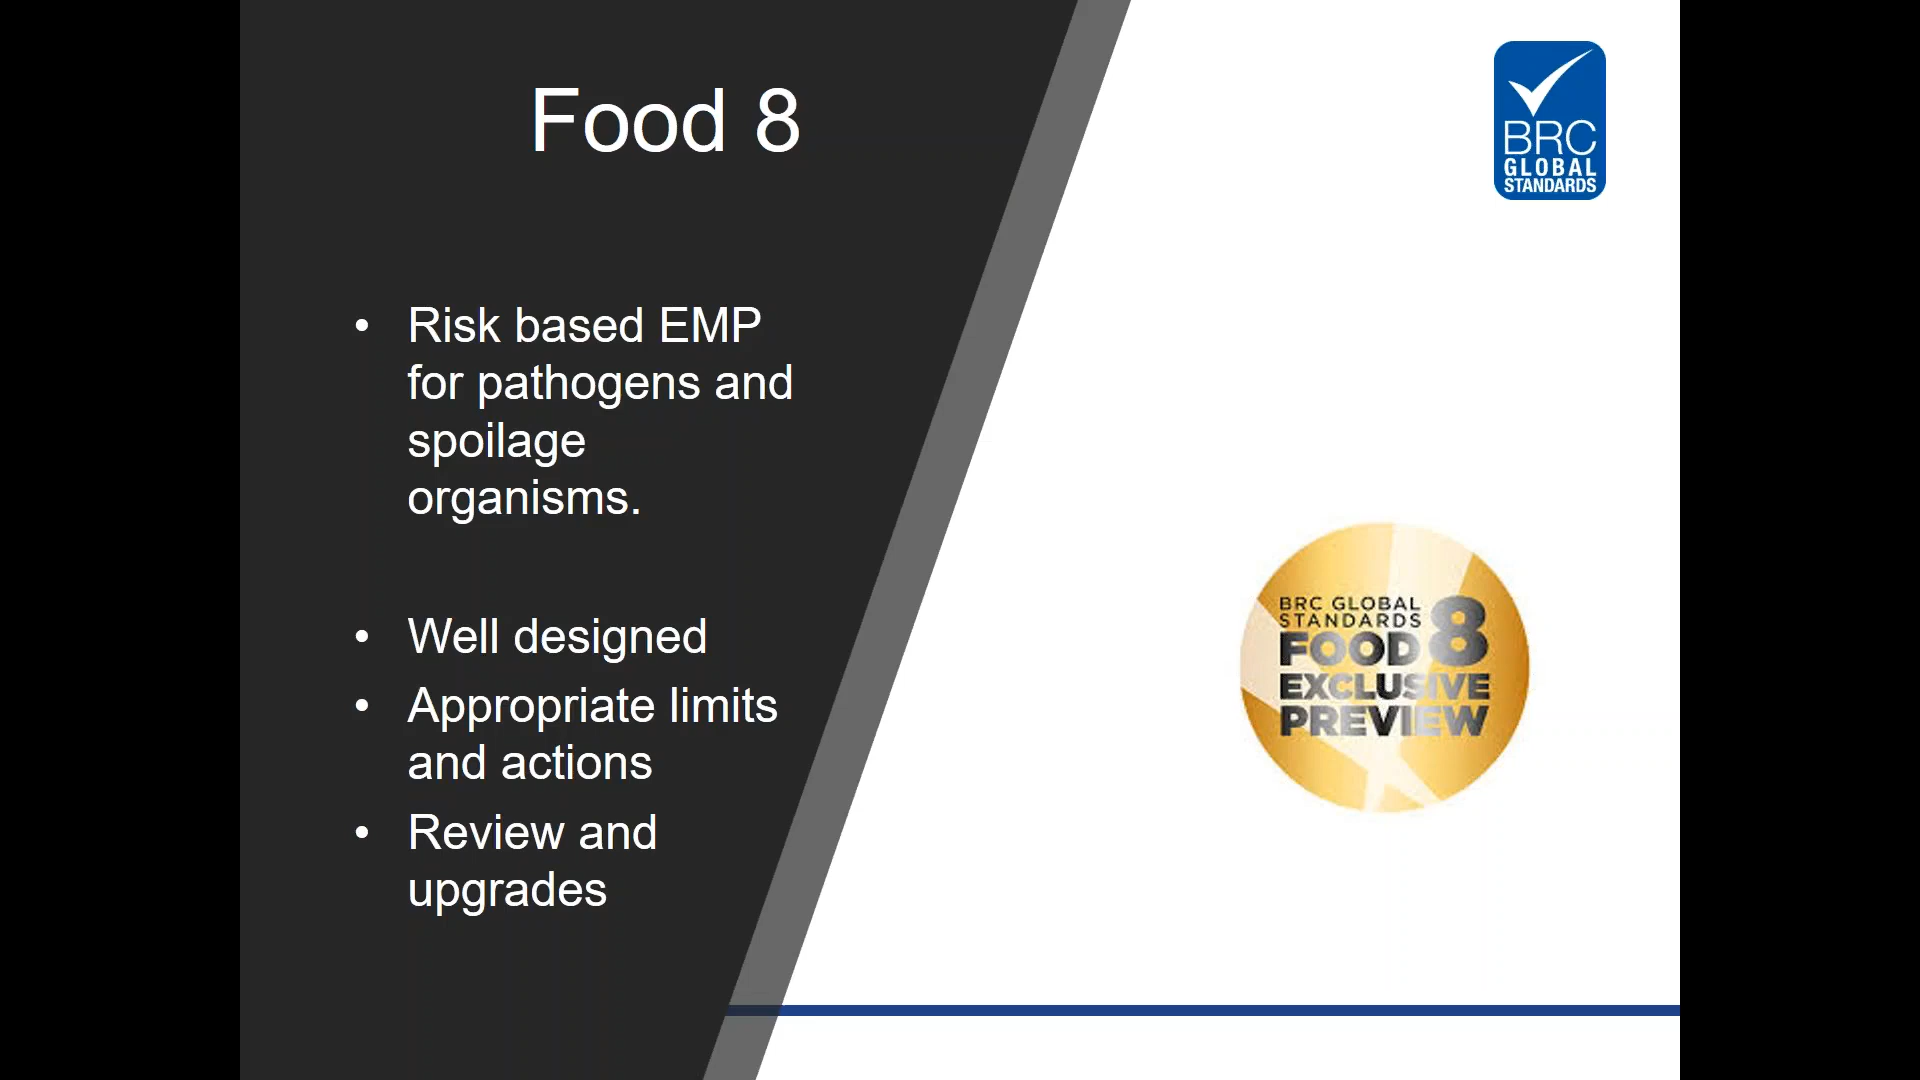 Food 8
• Risk based EMP
for pathogens and
spoilage
organisms.
• Well designed
• Appropriate limits
and actions
• Review and
upgrades
BRC
GLOBAL
STANDARDS
BRC GLOBAL
STANDARDS 8
FOOD
EXCLUSIVE
PREVIEW